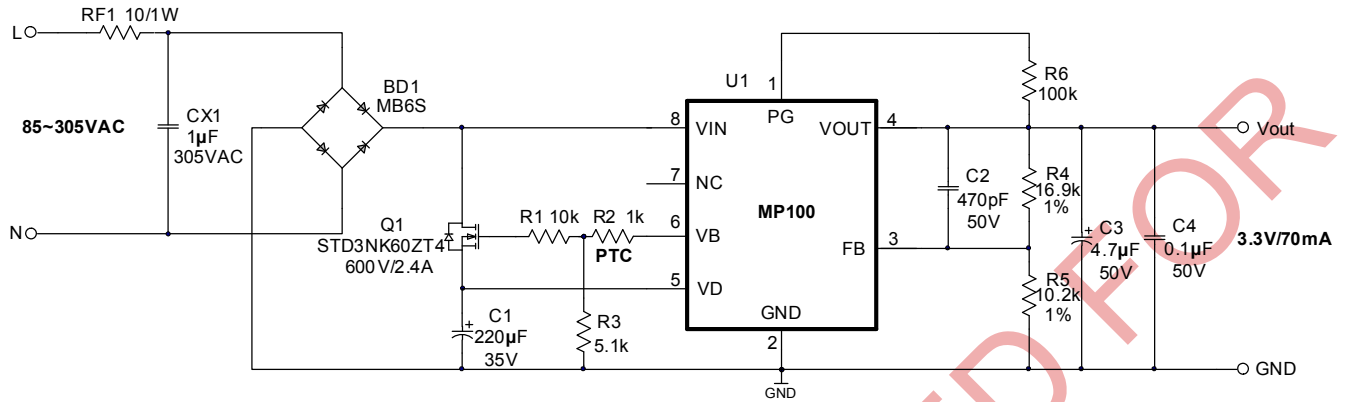 RF1 10/1W
L
BD1
MB6S
85~305VAC
CX1
1µF
305VAC
N
Q1
STD3NK60ZT4
600V/2.4A
R1 10k
R2 1k
PTC
R3
5.1k
C1
+
220µF
35V
U1
1
PG
8
VIN
VOUT
4
7
NC
MP100
6
VB
FB
3
5
VD
GND
2
GND
R6
100k
Vout
C2
470pF
50V
R4
16.9k
1%
+
C3
4.7µF
50V
C4
0.1µF
50V
3.3V/70mA
R5
10.2k
1%
GND
D FOR